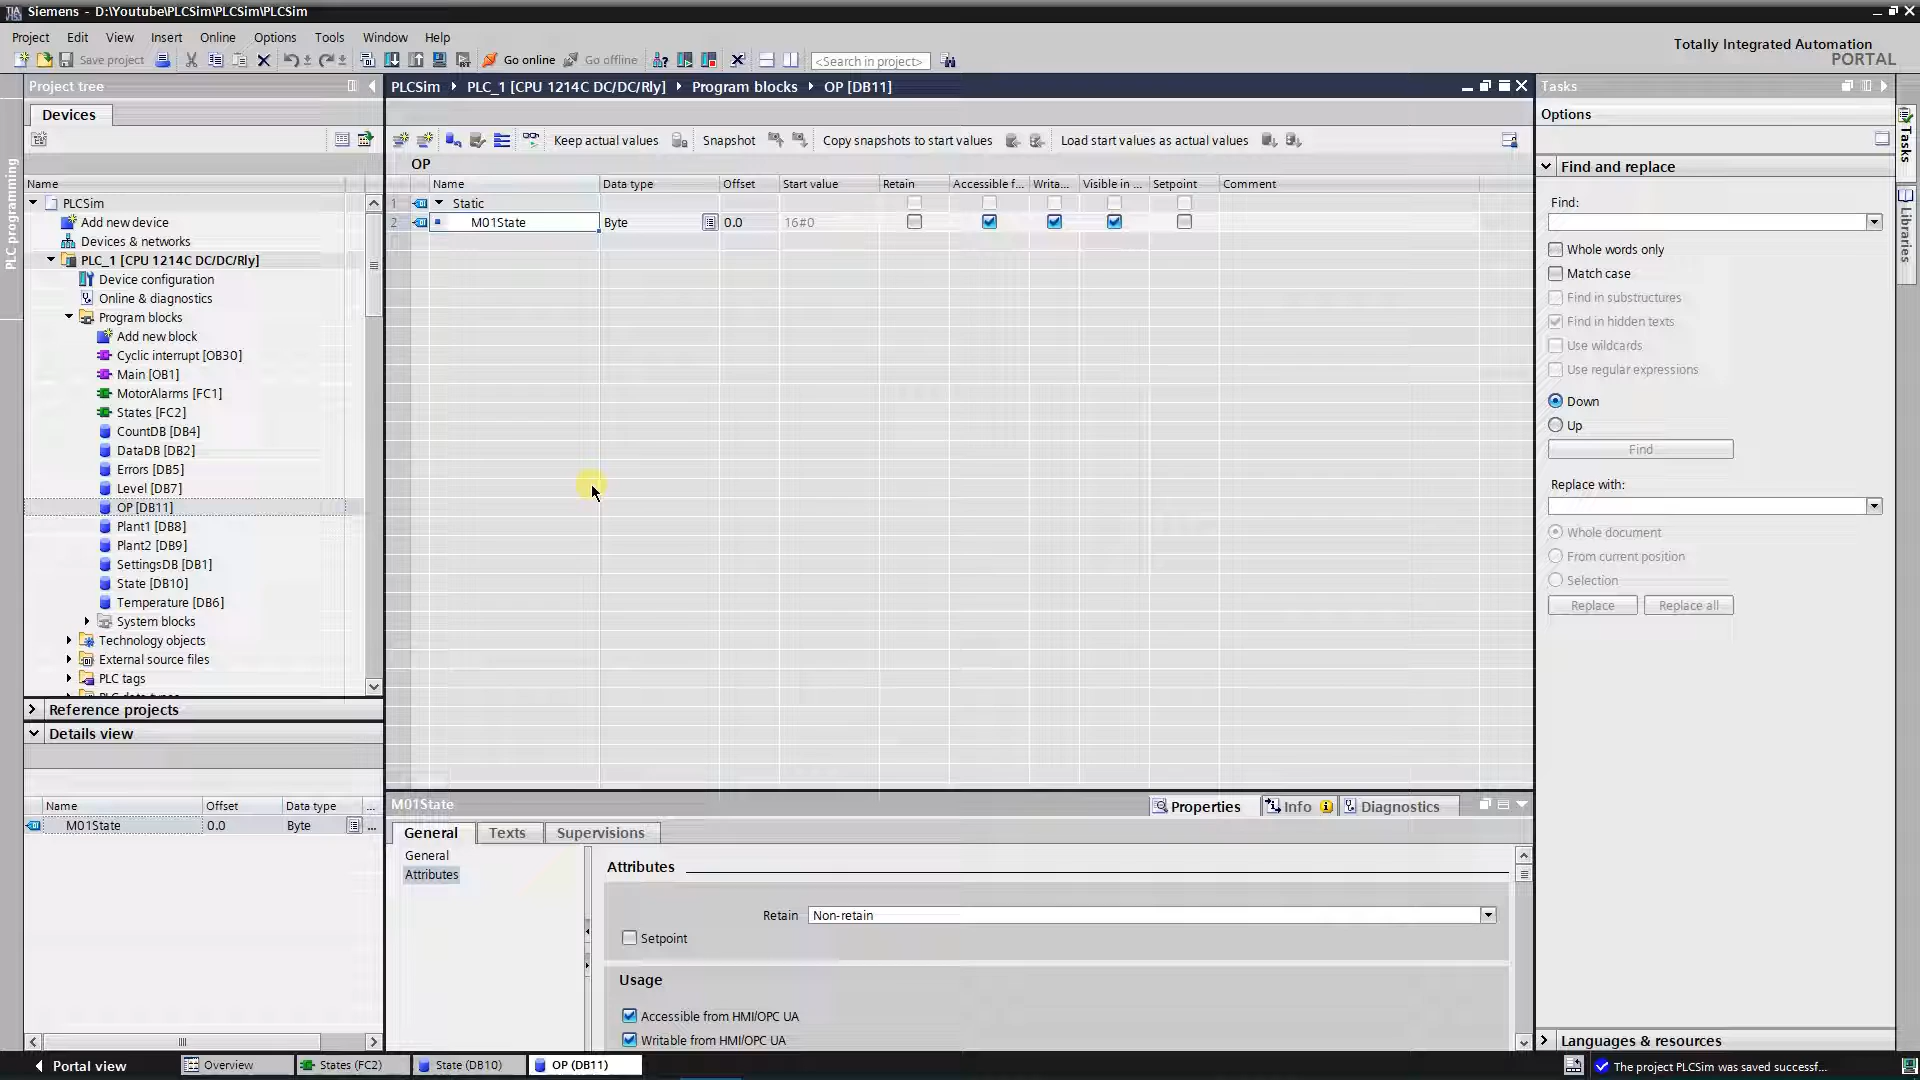 Siemens - D:\Youtube\PLCSim\PLCSim\PLCSim
Project Edit View Insert Online Options Tools Window Help
Totally Integrated Automation
PORTAL
Save project Go online Go offline <Search in project>
Project tree
PLCSim PLC_1 [CPU 1214C DC/DC/Rly] Program blocks OP [DB11]
Tasks
Devices
Options
Keep actual values Snapshot Copy snapshots to start values Load start values as actual values
OP
Name Data type Offset Start value Retain Accessible f... Writa... Visible in ... Setpoint Comment
1 Static
2 M01State Byte 0.0 16#0
PLC programming
Name
PLCSim
Add new device
Devices & networks
PLC_1 [CPU 1214C DC/DC/Rly]
Device configuration
Online & diagnostics
Program blocks
Add new block
Cyclic interrupt [OB30]
Main [OB1]
MotorAlarms [FC1]
States [FC2]
CountDB [DB4]
DataDB [DB2]
Errors [DB5]
Level [DB7]
OP [DB11]
Plant1 [DB8]
Plant2 [DB9]
SettingsDB [DB1]
State [DB10]
Temperature [DB6]
System blocks
Technology objects
External source files
PLC tags
Reference projects
Details view
Name Offset Data type ...
M01State 0.0 Byte ...
Find and replace
Find:
Whole words only
Match case
Find in substructures
Find in hidden texts
Use wildcards
Use regular expressions
Down
Up
Find
Replace with:
Whole document
From current position
Selection
Replace Replace all
Languages & resources
Tasks
Libraries
M01State
Properties Info Diagnostics
General Texts Supervisions
General
Attributes
Attributes
Retain Non-retain
Setpoint
Usage
Accessible from HMI/OPC UA
Writable from HMI/OPC UA
Portal view Overview States (FC2) State (DB10) OP (DB11)
The project PLCSim was saved successf...